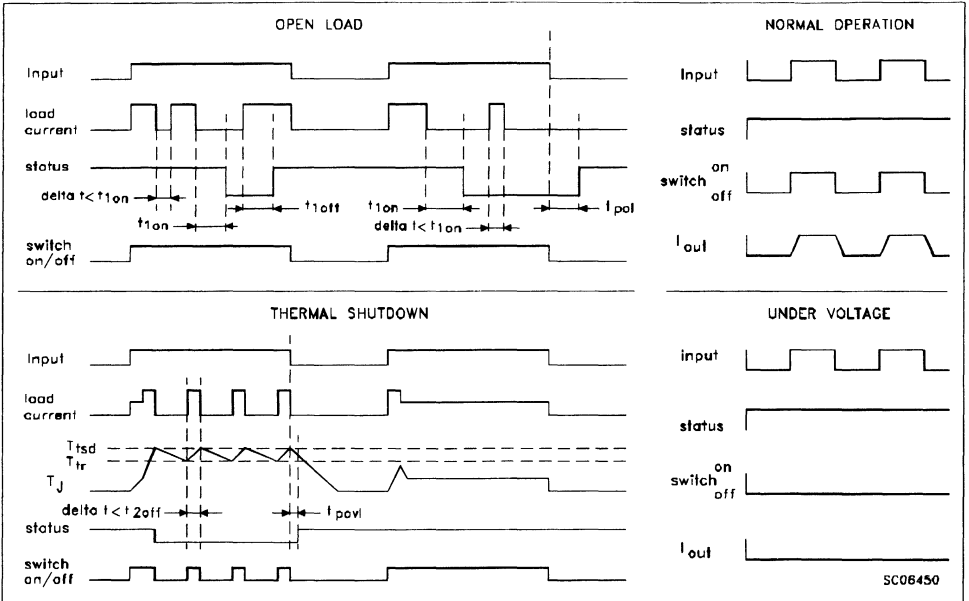 OPEN LOAD
Input
load
current
status
delta t< t1on
t1on
t1off
t1on
delta t< t1on
tpol
switch
on/off
NORMAL OPERATION
Input
status
switch on
off
Iout
THERMAL SHUTDOWN
Input
load
current
Ttsd
Ttr
TJ
delta t< t2off
tpovl
status
switch
on/off
UNDER VOLTAGE
input
status
switch on
off
Iout
SC06450